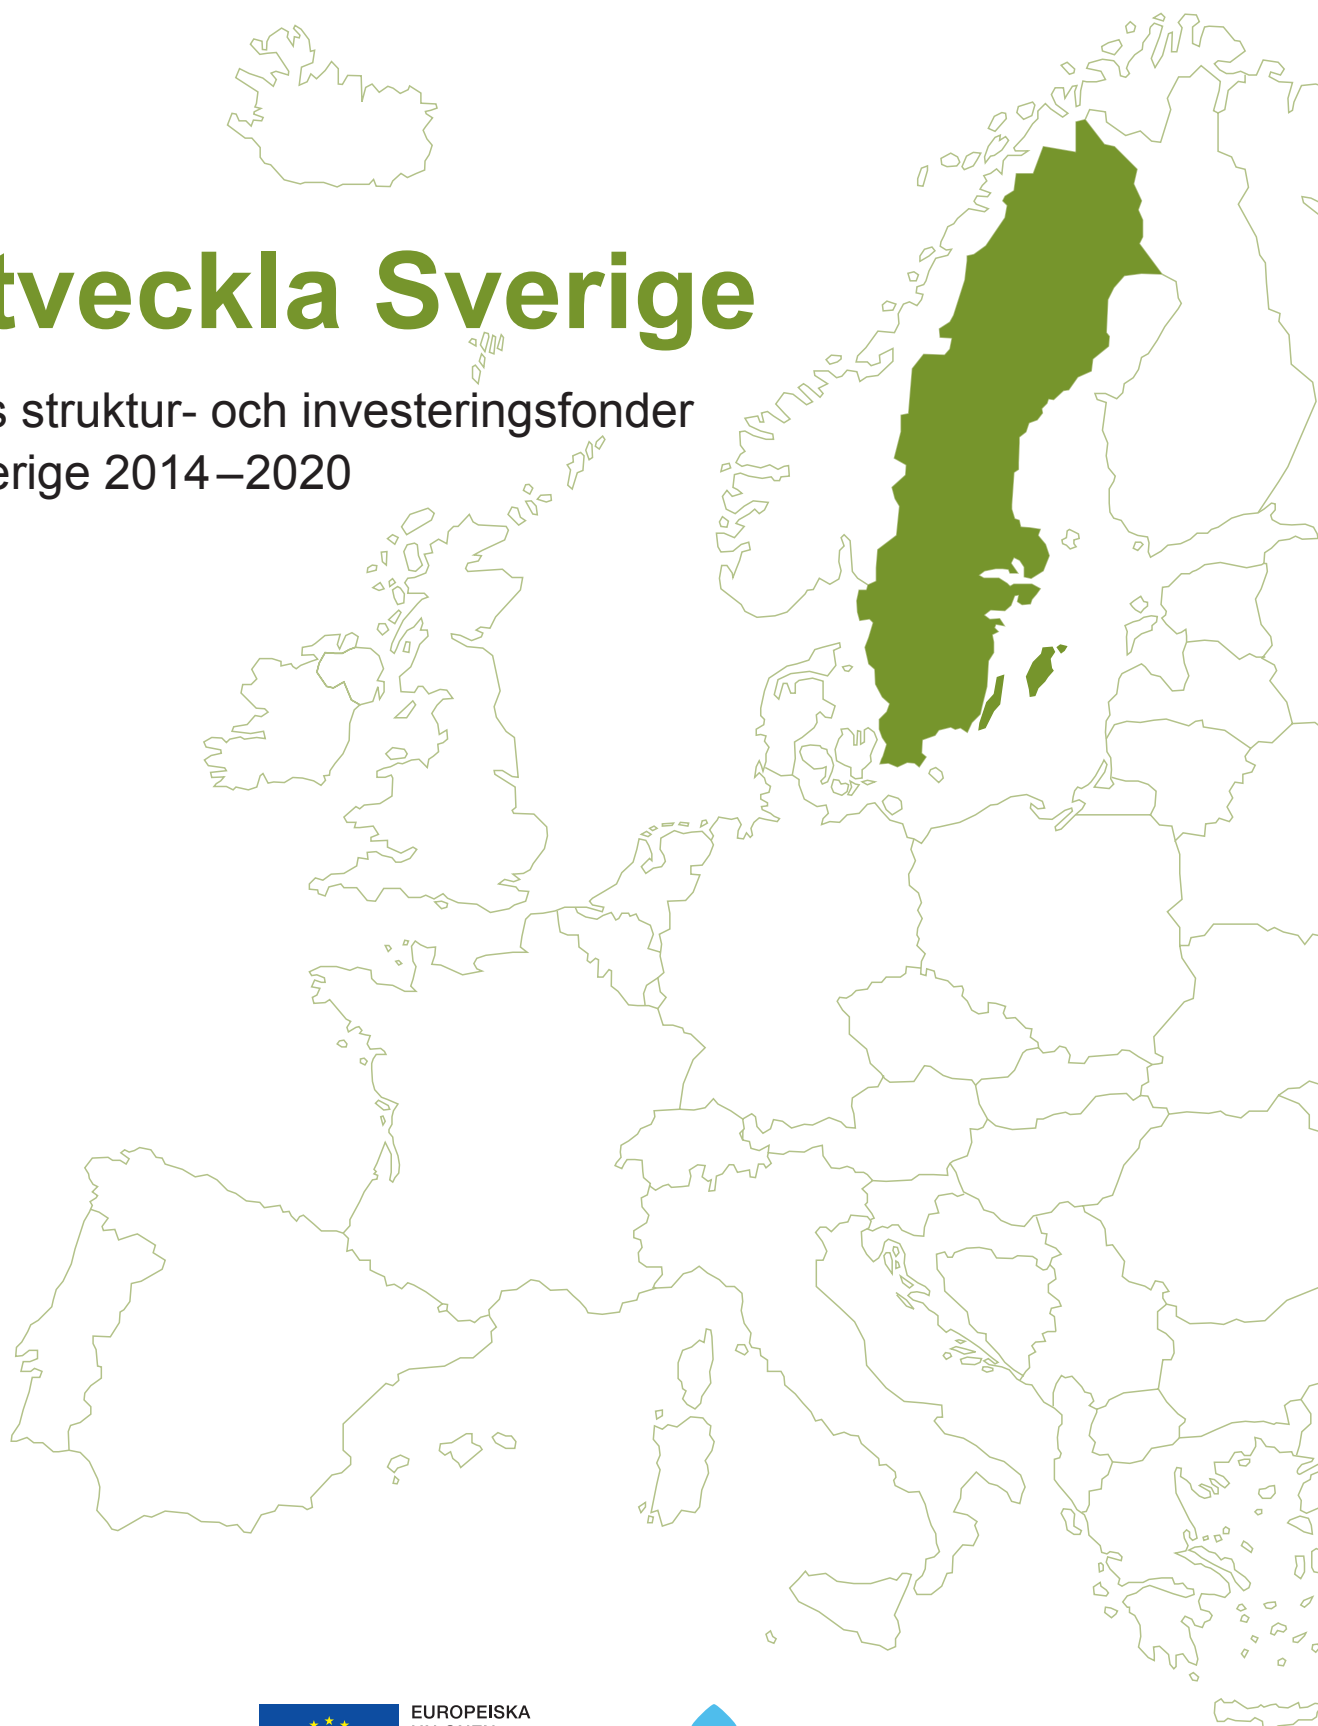 tveckla Sverige
s struktur- och investeringsfonder
erige 2014–2020
EUROPEISKA